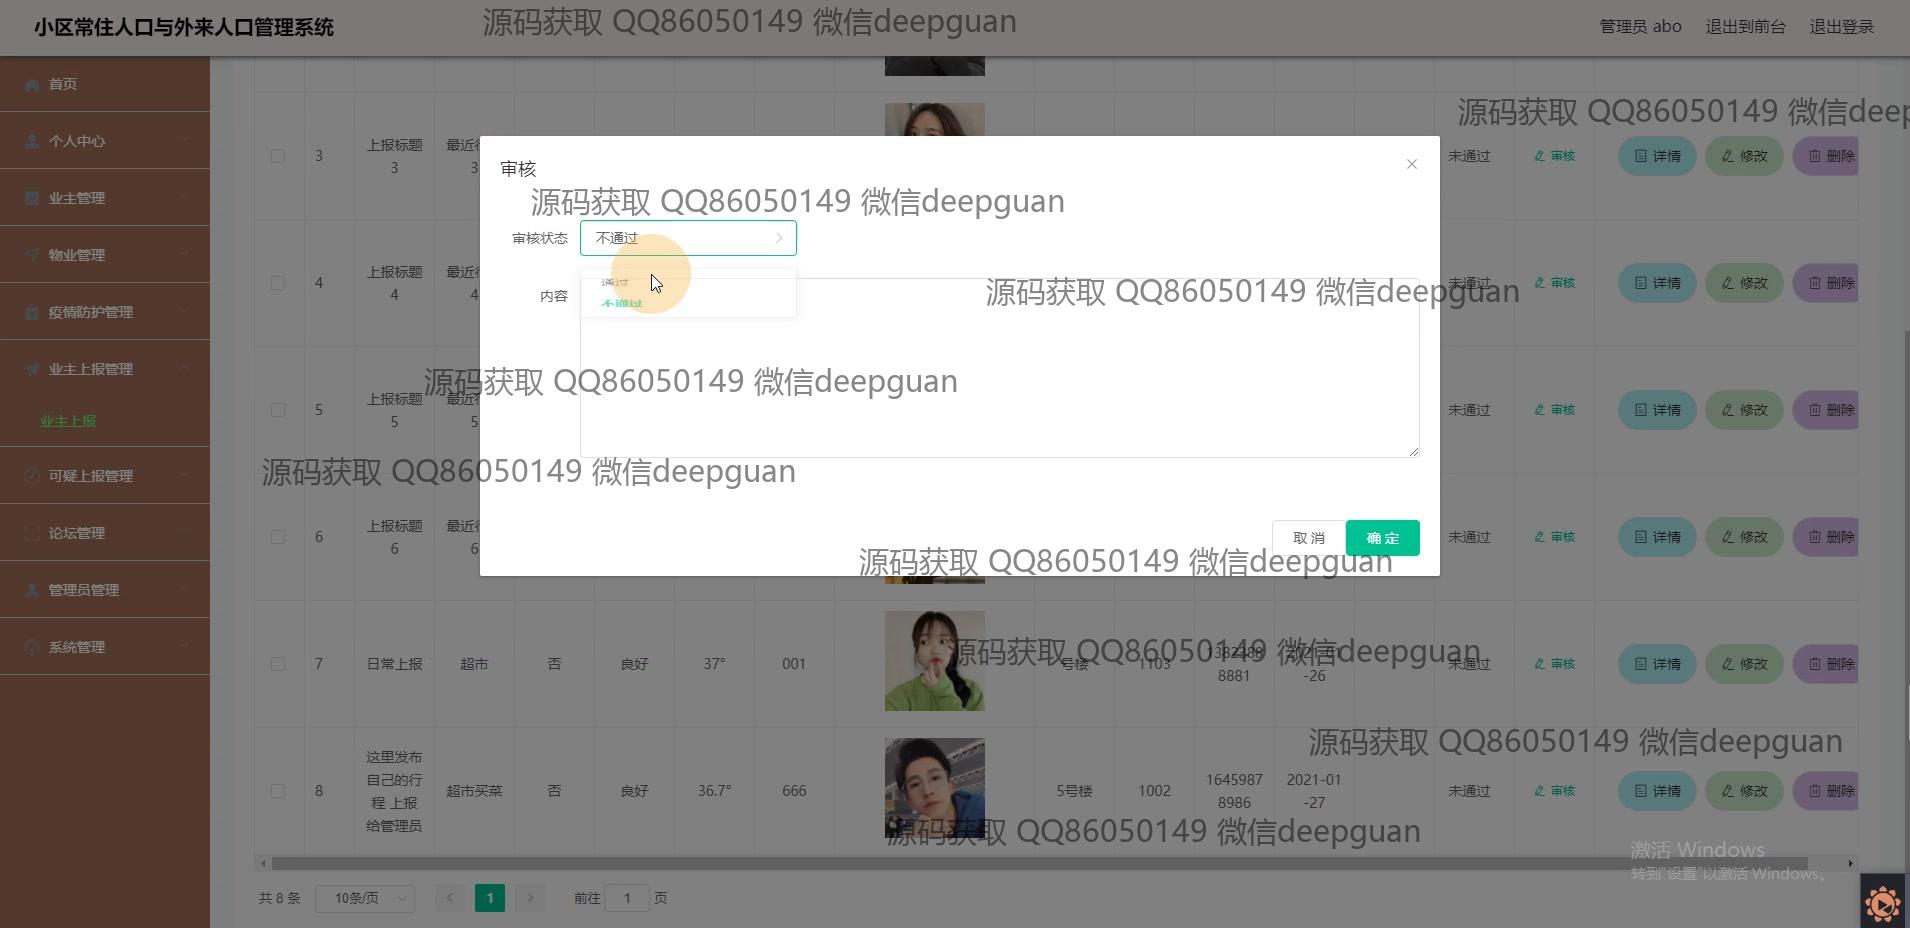 小区常住人口与外来人口管理系统
源码获取 QQ86050149 微信deepguan
管理员 abo
退出到前台
退出登录
首页
个人中心
业主管理
物业管理
疫情防护管理
业主上报管理
业主上报
可疑上报管理
论坛管理
管理员管理
系统管理
源码获取 QQ86050149 微信deep
3
上报标题
3
最近
3
未通过
审核
详情
修改
删除
审核
源码获取 QQ86050149 微信deepguan
审核状态
不通过
通过
不通过
内容
源码获取 QQ86050149 微信deepguan
4
上报标题
4
最近
4
审核
详情
修改
删除
源码获取 QQ86050149 微信deepguan
5
上报标题
5
最近
5
未通过
审核
详情
修改
删除
源码获取 QQ86050149 微信deepguan
取消
确定
6
上报标题
6
最近
6
未通过
审核
详情
修改
删除
源码获取 QQ86050149 微信deepguan
7
日常上报
超市
否
良好
37°
001
号楼
1103
8881
-26
未通过
审核
详情
修改
删除
源码获取 QQ86050149 微信deepguan
源码获取 QQ86050149 微信deepguan
8
这里发布
自己的行
程 上报
给管理员
超市买菜
否
良好
36.7°
666
5号楼
1002
1645987
8986
2021-01
-27
未通过
审核
详情
修改
删除
源码获取 QQ86050149 微信deepguan
激活 Windows
转到"设置"以激活 Windows。
共 8 条
10条/页
1
前往
1
页